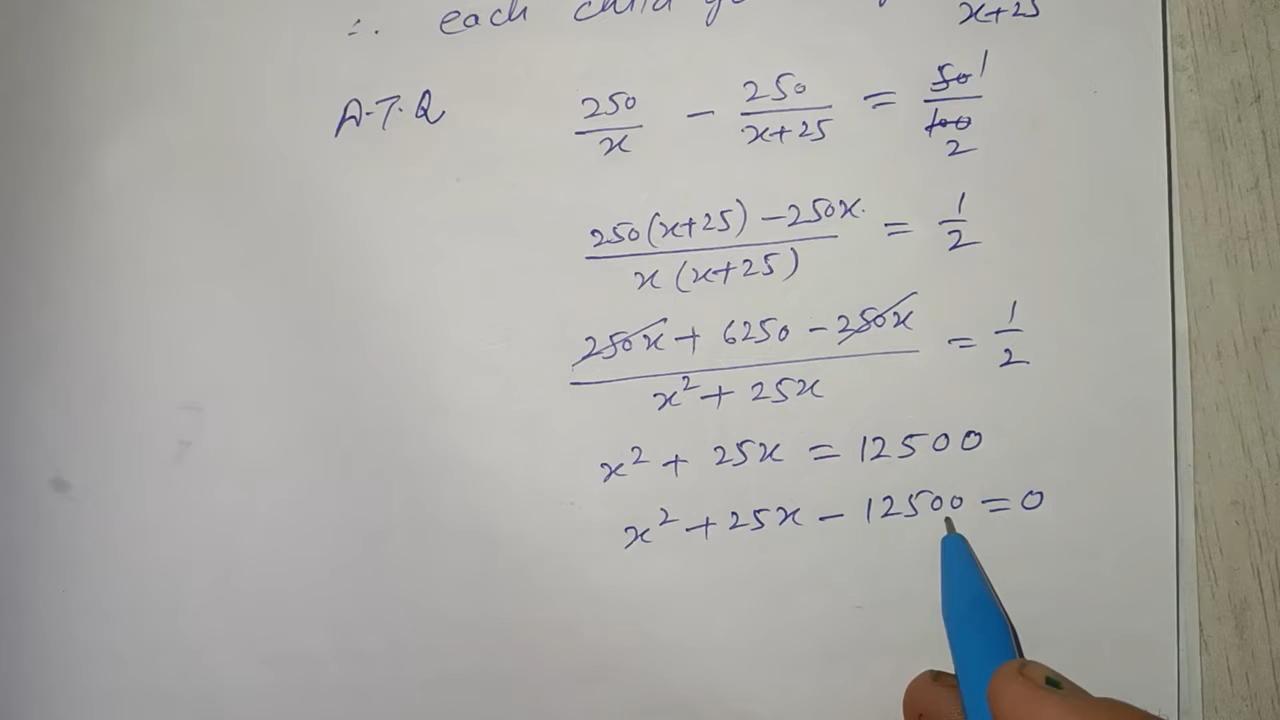 ∴ each child
x+25
A.T.Q 250/x - 250/(x+25) = 50/100 1/2
(250(x+25) - 250x)/(x(x+25)) = 1/2
(250x + 6250 - 250x)/(x² + 25x) = 1/2
x² + 25x = 12500
x² + 25x - 12500 = 0